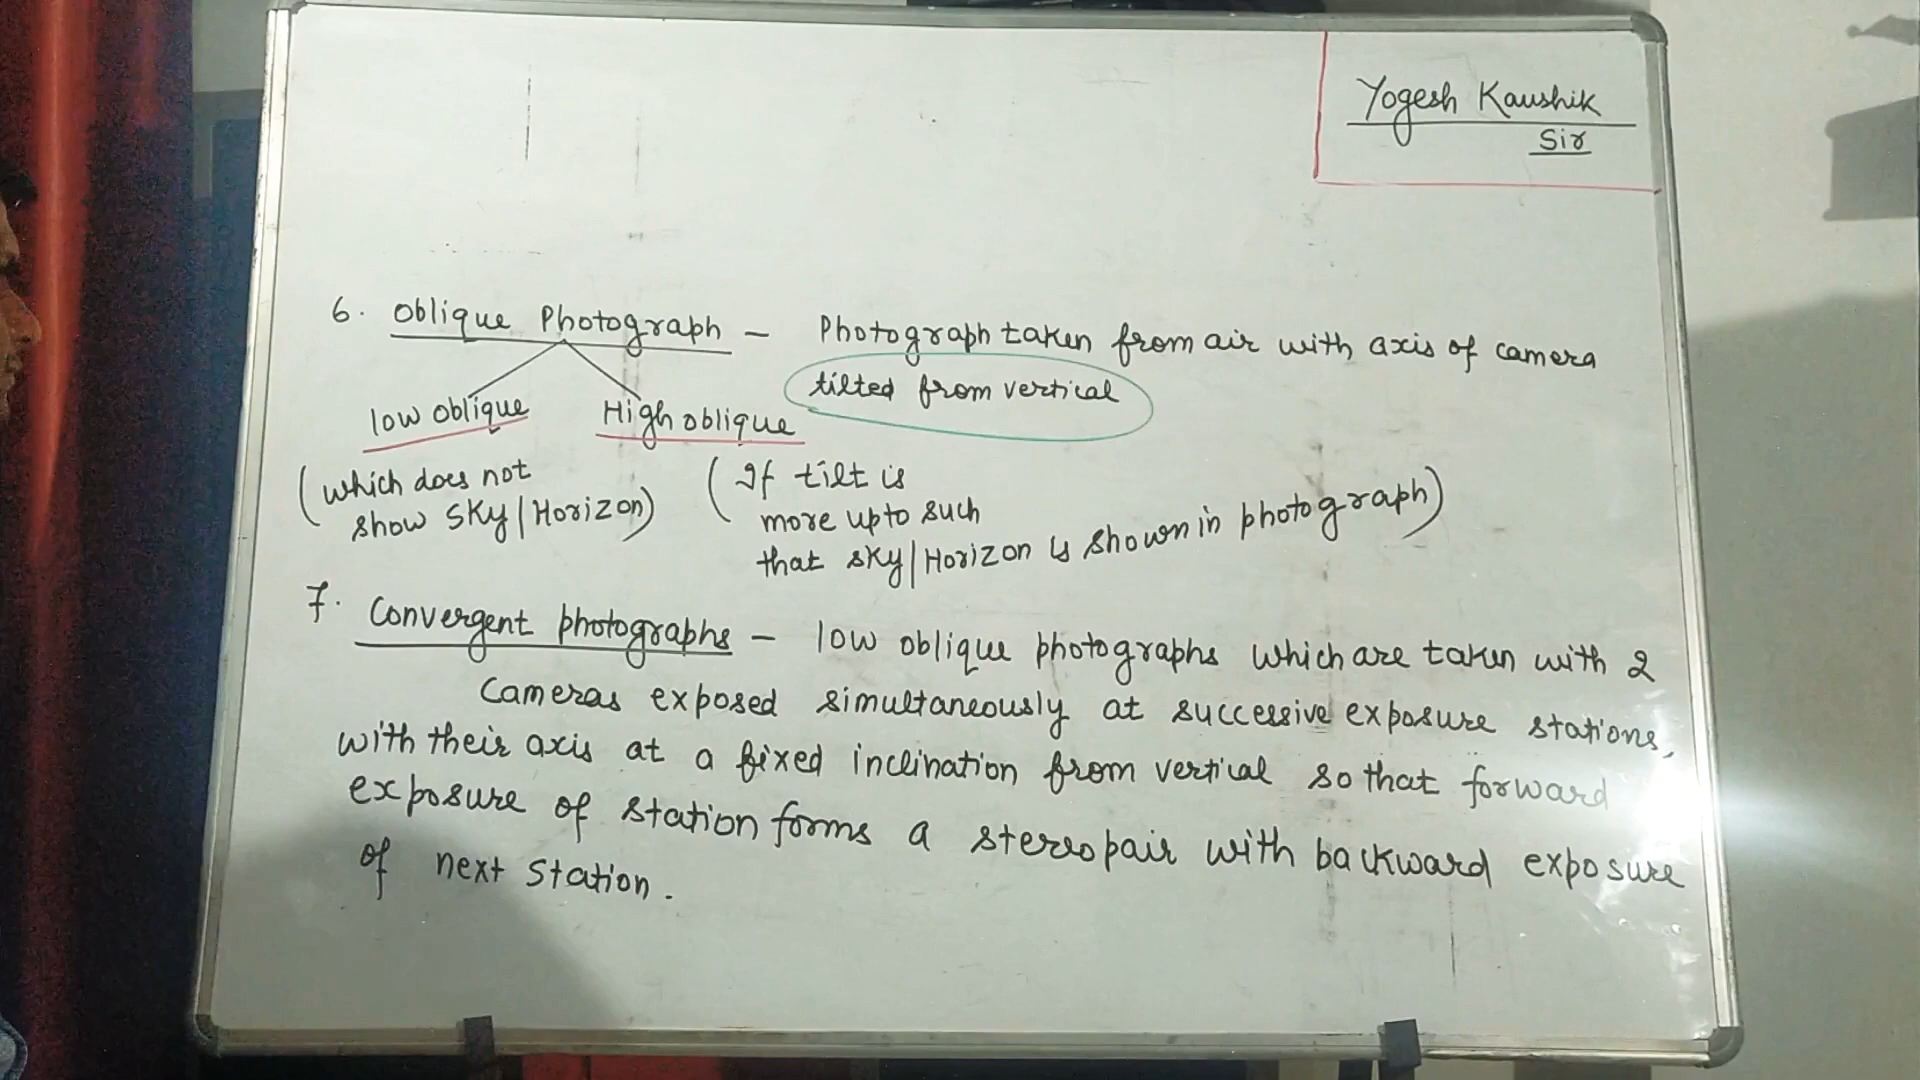 Yogesh Kaushik
Sir
6. Oblique Photograph – Photograph taken from air with axis of camera
tilted from vertical
low oblique
High oblique
(which does not
show sky/Horizon)
(If tilt is
more upto such
that sky/Horizon is shown in photograph)
7. Convergent photographs – low oblique photographs which are taken with 2
cameras exposed simultaneously at successive exposure stations,
with their axis at a fixed inclination from vertical so that forward
exposure of station forms a stereopair with backward exposure
of next station.